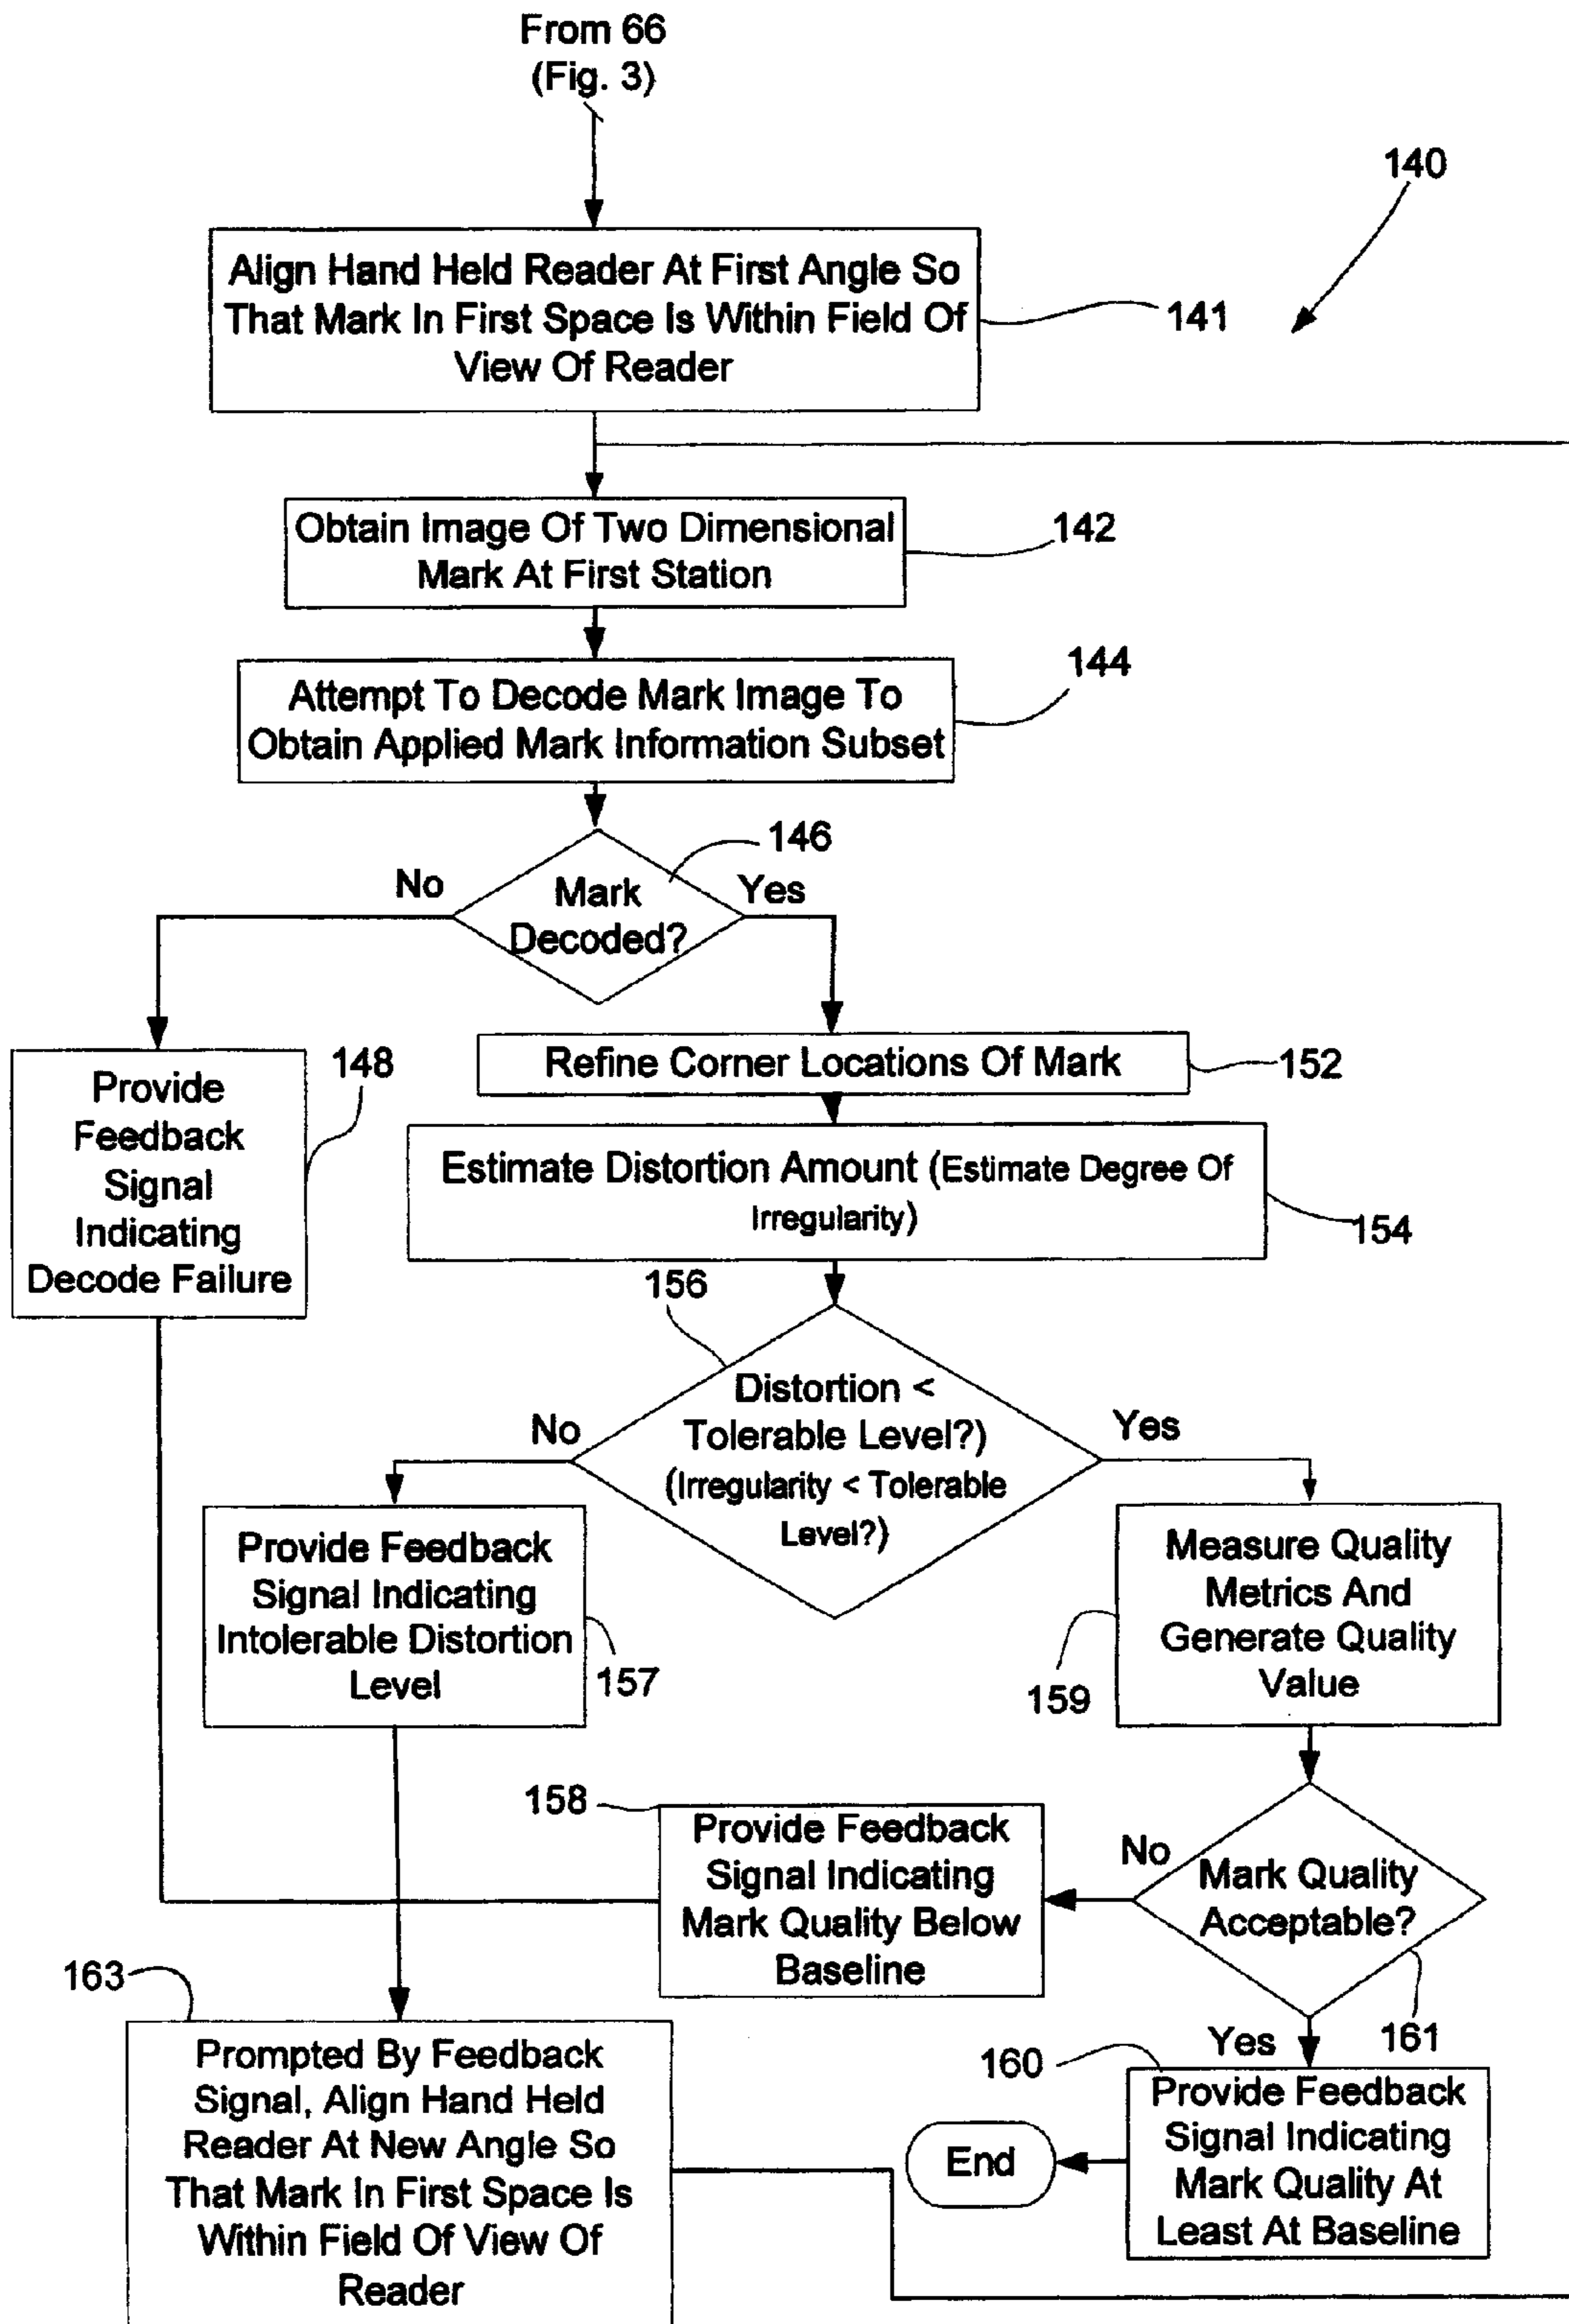 From 66
(Fig. 3)
140
Align Hand Held Reader At First Angle So
That Mark In First Space Is Within Field Of
View Of Reader
141
Obtain Image Of Two Dimensional
Mark At First Station
142
Attempt To Decode Mark Image To
Obtain Applied Mark Information Subset
144
146
No
Mark
Decoded?
Yes
Provide
Feedback
Signal
Indicating
Decode Failure
148
Refine Corner Locations Of Mark
152
Estimate Distortion Amount (Estimate Degree Of
Irregularity)
154
156
No
Distortion <
Tolerable Level?)
(Irregularity < Tolerable
Level?)
Yes
Provide Feedback
Signal Indicating
Intolerable Distortion
Level
157
Measure Quality
Metrics And
Generate Quality
Value
159
158
Provide Feedback
Signal Indicating
Mark Quality Below
Baseline
No
Mark Quality
Acceptable?
161
Yes
163
Prompted By Feedback
Signal, Align Hand Held
Reader At New Angle So
That Mark In First Space Is
Within Field Of View Of
Reader
160
Provide Feedback
Signal Indicating
Mark Quality At
Least At Baseline
End